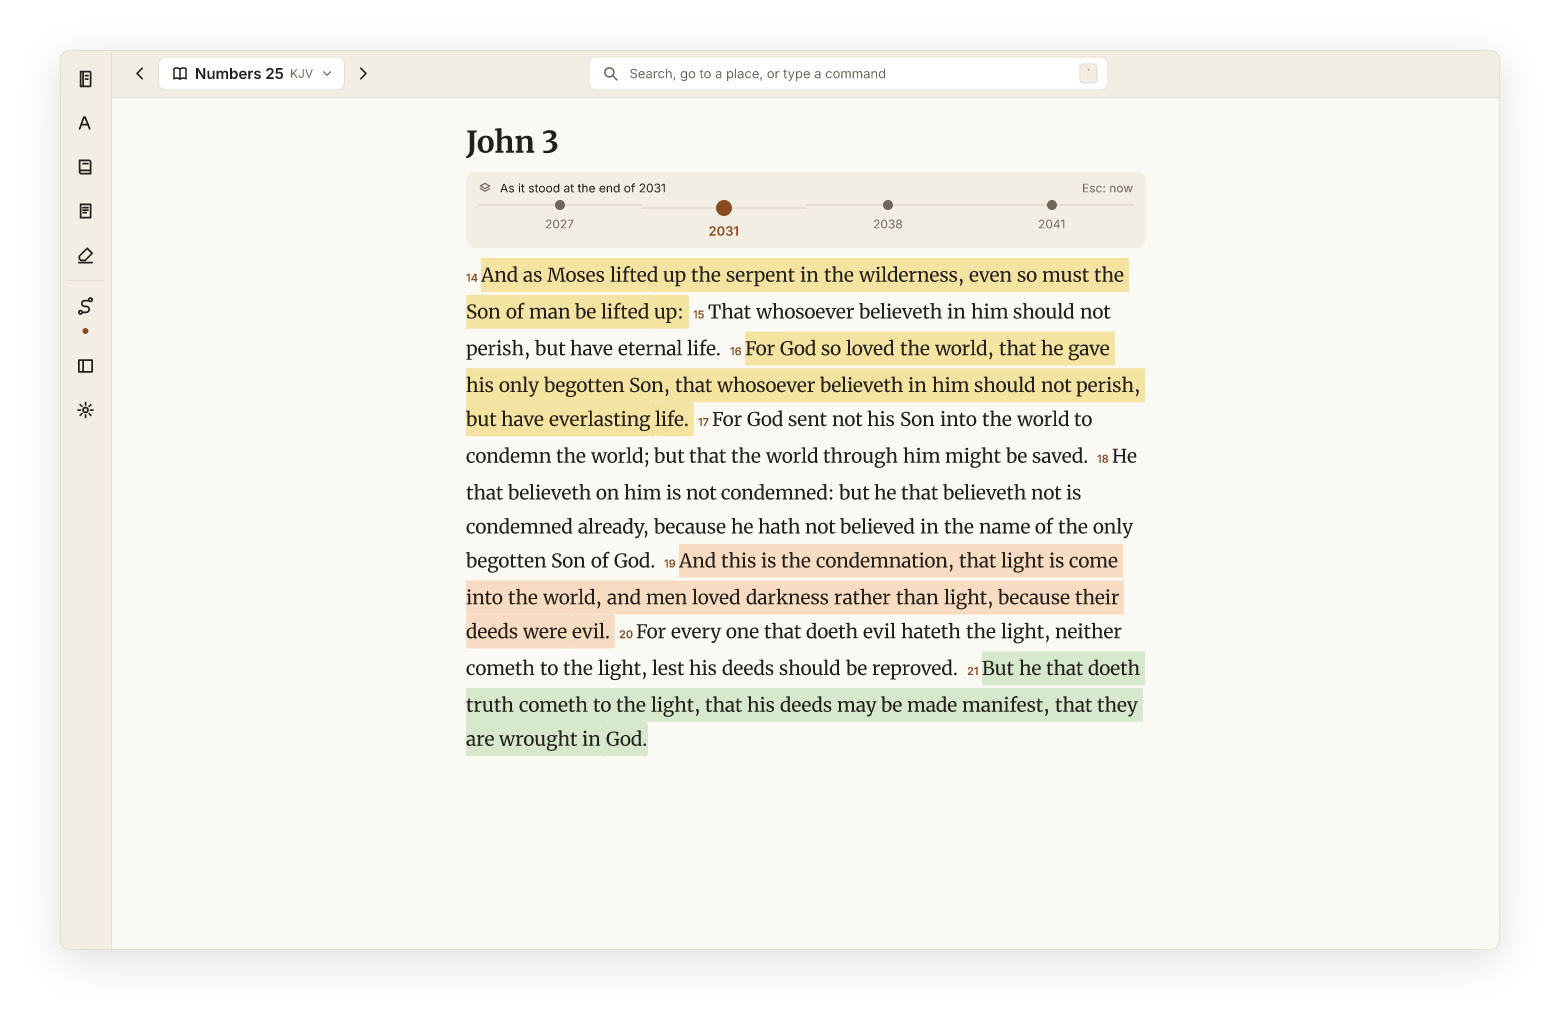 Numbers 25 KJV
Search, go to a place, or type a command
A
John 3
As it stood at the end of 2031
Esc: now
2027 2031 2038 2041
14 And as Moses lifted up the serpent in the wilderness, even so must the
Son of man be lifted up: 15 That whosoever believeth in him should not
perish, but have eternal life. 16 For God so loved the world, that he gave
his only begotten Son, that whosoever believeth in him should not perish,
but have everlasting life. 17 For God sent not his Son into the world to
condemn the world; but that the world through him might be saved. 18 He
that believeth on him is not condemned: but he that believeth not is
condemned already, because he hath not believed in the name of the only
begotten Son of God. 19 And this is the condemnation, that light is come
into the world, and men loved darkness rather than light, because their
deeds were evil. 20 For every one that doeth evil hateth the light, neither
cometh to the light, lest his deeds should be reproved. 21 But he that doeth
truth cometh to the light, that his deeds may be made manifest, that they
are wrought in God.